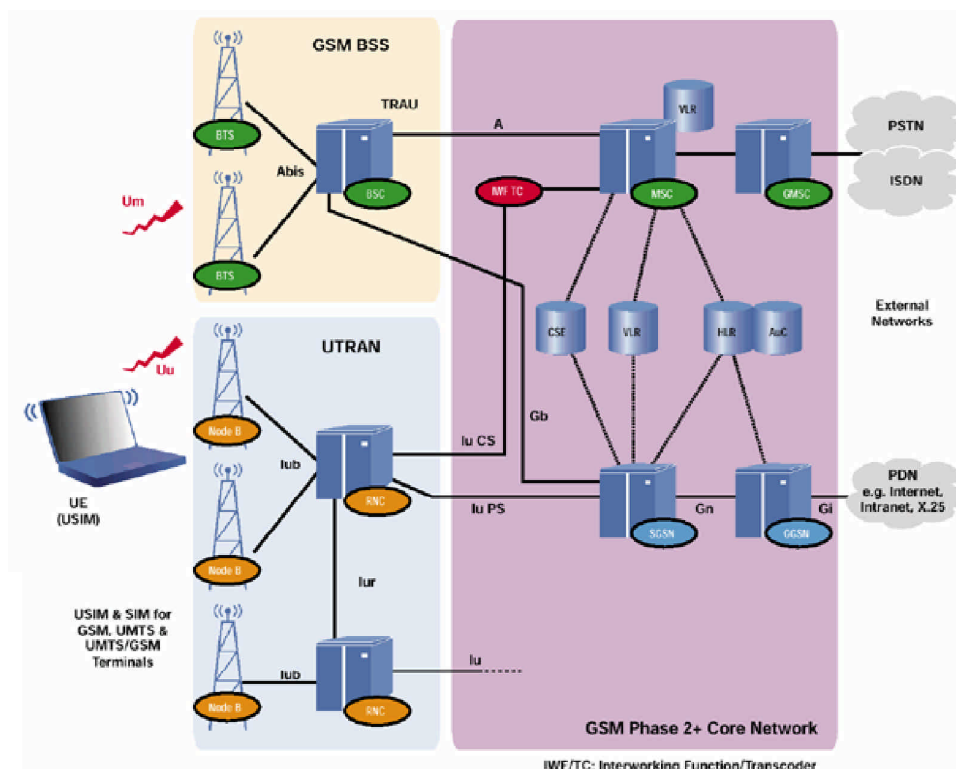 GSM BSS
TRAU
BTS
Abis
BSC
Um
BTS
A
VLR
PSTN
ISDN
IWF TC
MSC
GMSC
CSE
VLR
HLR
AuC
External
Networks
UTRAN
Uu
Node B
Iub
Iu CS
Gb
UE
(USIM)
RNC
Iu PS
SGSN
Gn
GGSN
Gi
PDN
e.g. Internet,
Intranet, X.25
Node B
Iur
USIM & SIM for
GSM, UMTS &
UMTS/GSM
Terminals
Iub
Node B
RNC
Iu
GSM Phase 2+ Core Network
IWF/TC: Interworking Function/Transcoder